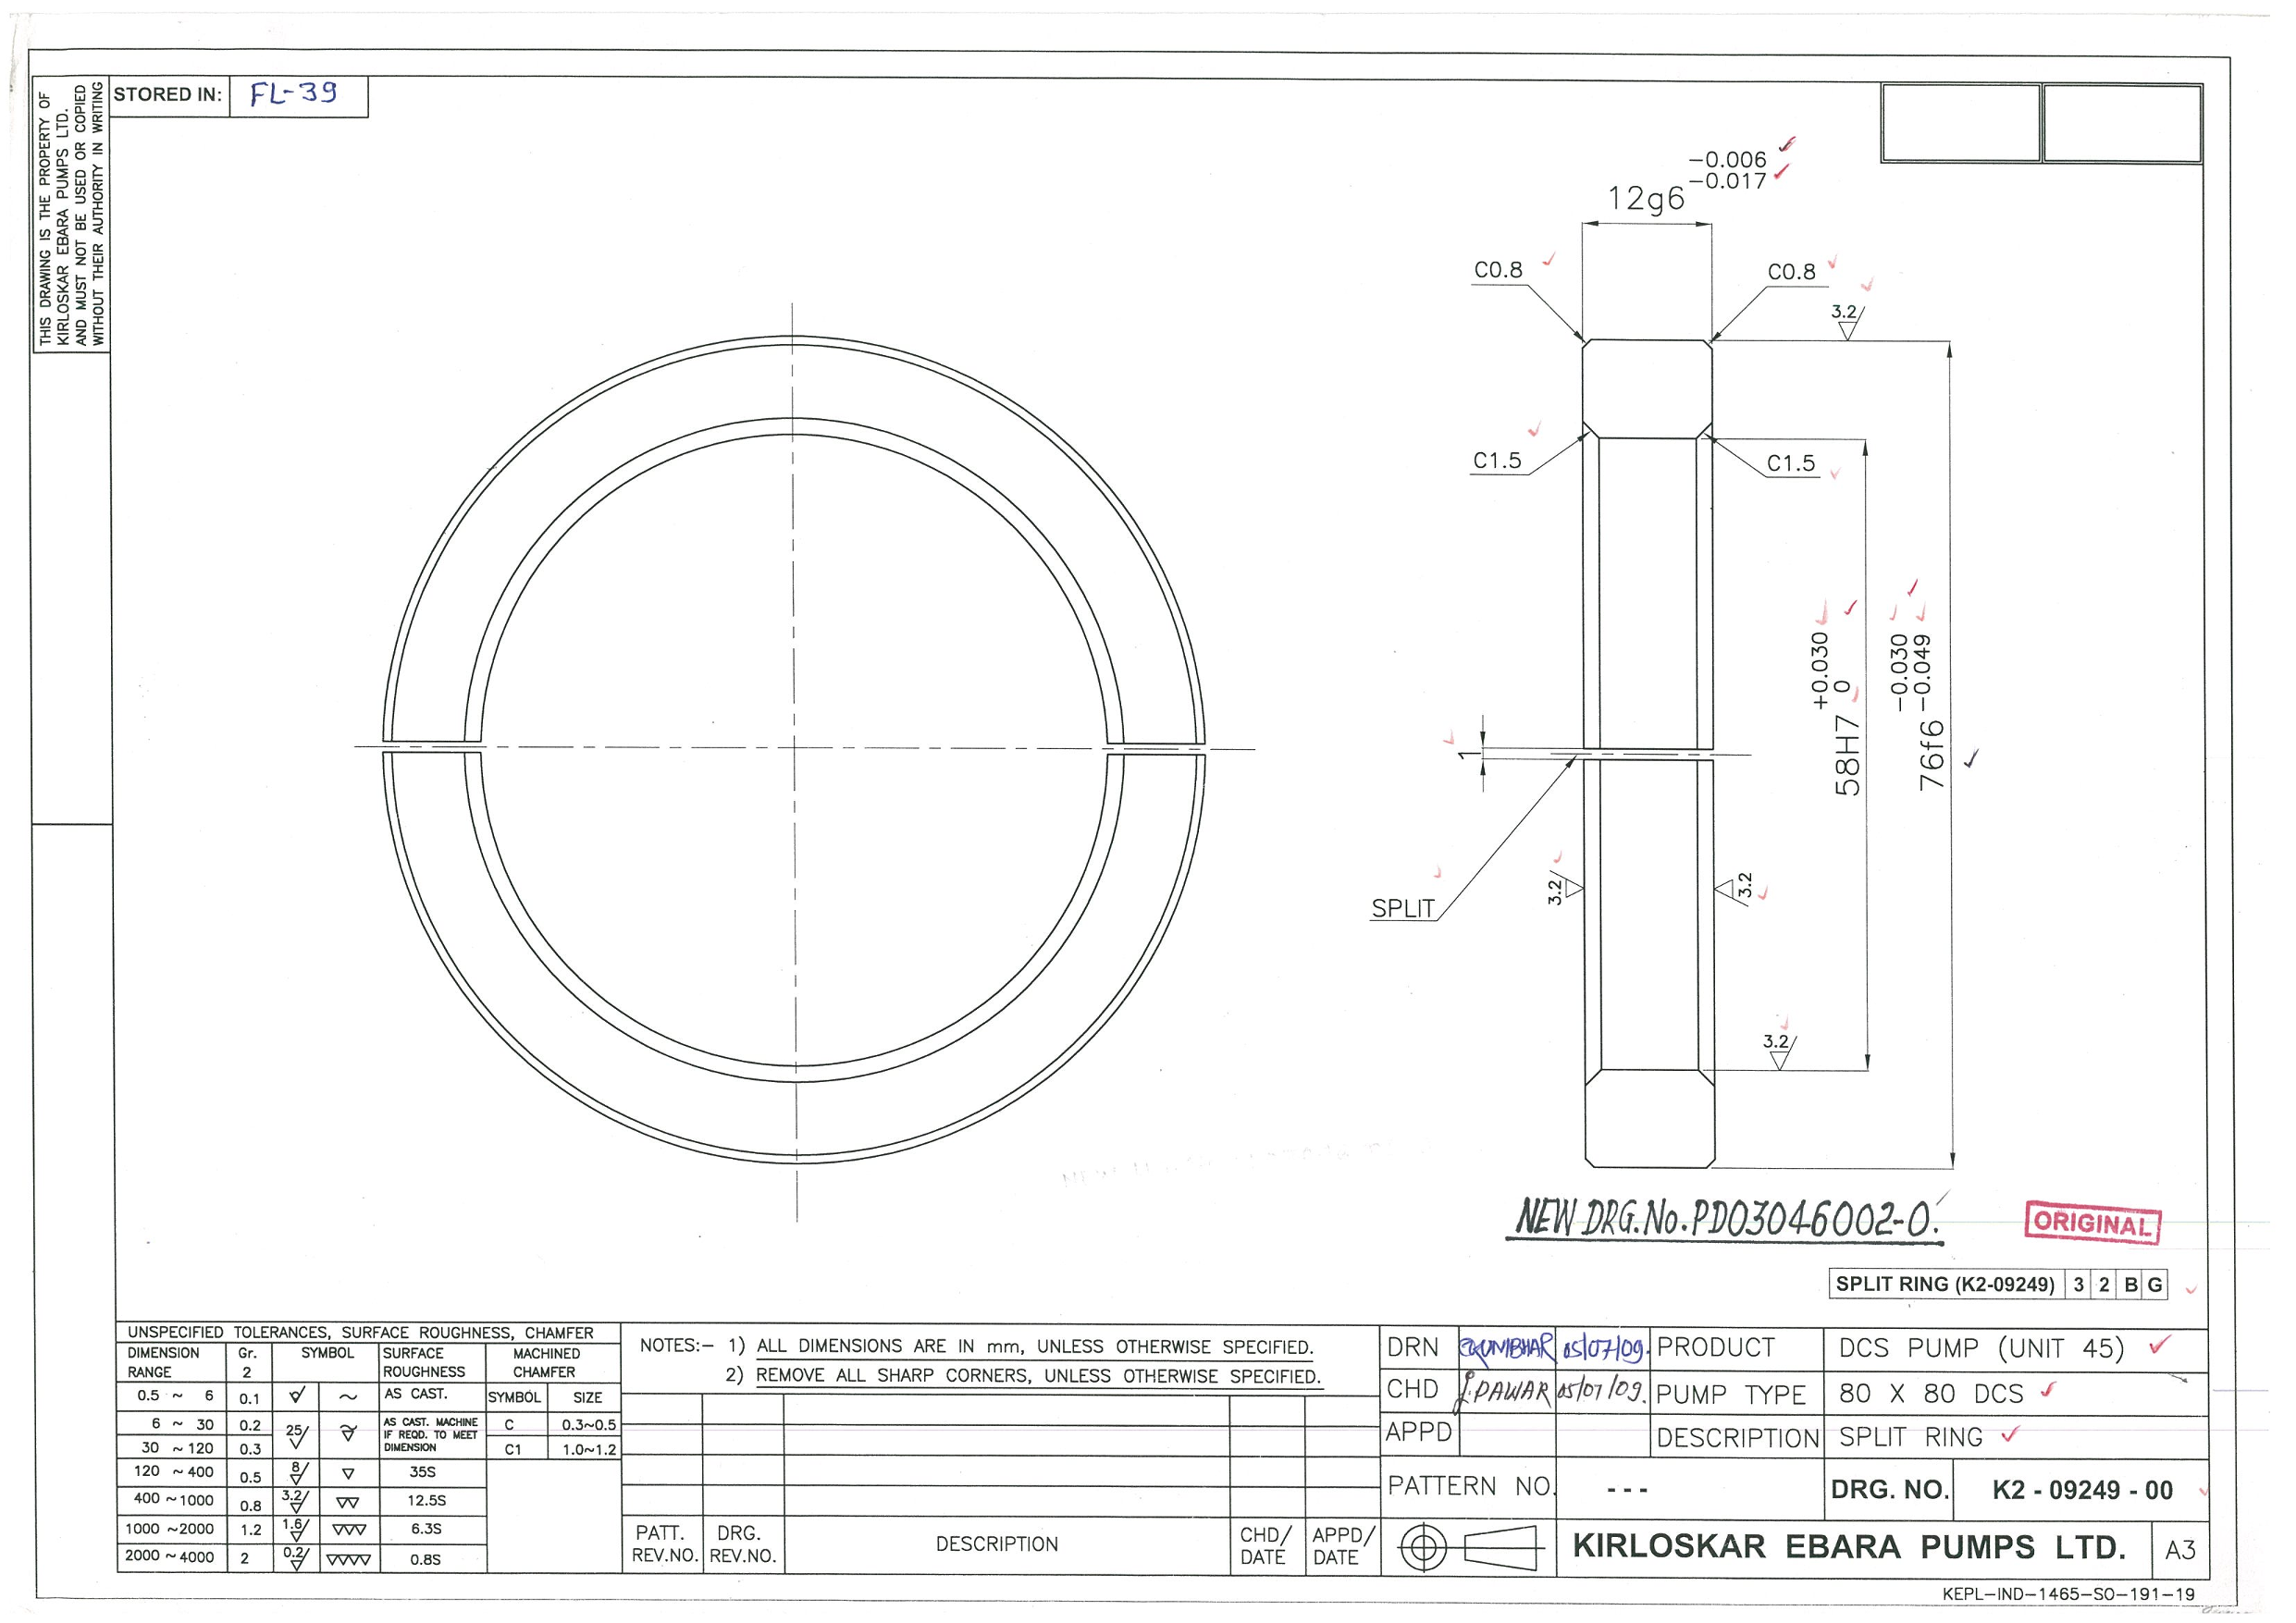 THIS DRAWING IS THE PROPERTY OF
KIRLOSKAR EBARA PUMPS LTD.
AND MUST NOT BE USED OR COPIED
WITHOUT THEIR AUTHORITY IN WRITING
STORED IN: FL-39
-0.006
-0.017
12g6
C0.8
C0.8
3.2
C1.5
C1.5
+0.030
0
58H7
-0.030
-0.049
76f6
1
SPLIT
3.2
3.2
3.2
NEW DRG.No.PD03046002-0.
ORIGINAL
SPLIT RING (K2-09249) 3 2 B G
UNSPECIFIED TOLERANCES, SURFACE ROUGHNESS, CHAMFER
DIMENSION RANGE Gr. 2 SYMBOL SURFACE ROUGHNESS MACHINED CHAMFER
0.5 ~ 6 0.1 ~ AS CAST. SYMBOL SIZE
6 ~ 30 0.2 25 AS CAST. MACHINE IF REQD. TO MEET DIMENSION C 0.3~0.5
30 ~ 120 0.3 C1 1.0~1.2
120 ~ 400 0.5 8 35S
400 ~ 1000 0.8 3.2 12.5S
1000 ~ 2000 1.2 1.6 6.3S
2000 ~ 4000 2 0.2 0.8S
NOTES:- 1) ALL DIMENSIONS ARE IN mm, UNLESS OTHERWISE SPECIFIED.
2) REMOVE ALL SHARP CORNERS, UNLESS OTHERWISE SPECIFIED.
PATT. REV.NO. DRG. REV.NO. DESCRIPTION CHD/ DATE APPD/ DATE
DRN 05/07/09. PRODUCT DCS PUMP (UNIT 45)
CHD J.PAWAR 05/07/09. PUMP TYPE 80 X 80 DCS
APPD DESCRIPTION SPLIT RING
PATTERN NO. --- DRG. NO. K2 - 09249 - 00
KIRLOSKAR EBARA PUMPS LTD. A3
KEPL-IND-1465-SO-191-19